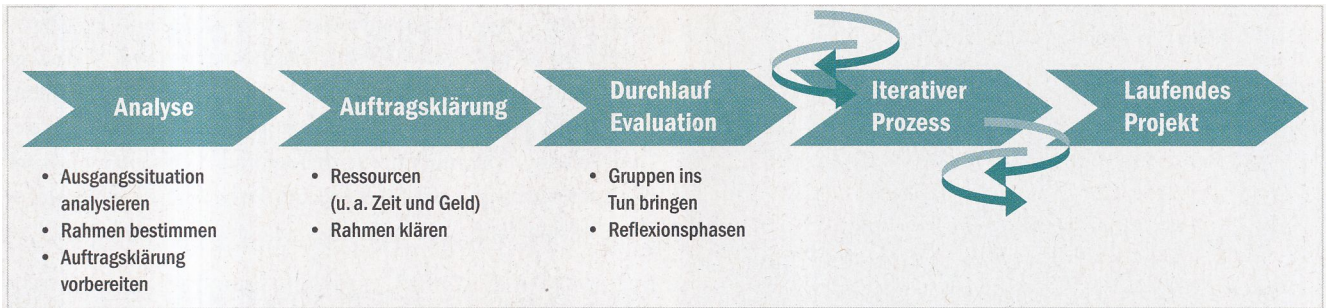 Analyse
Auftragsklärung
Durchlauf
Evaluation
Iterativer
Prozess
Laufendes
Projekt
• Ausgangssituation
analysieren
• Rahmen bestimmen
• Auftragsklärung
vorbereiten
• Ressourcen
(u. a. Zeit und Geld)
• Rahmen klären
• Gruppen ins
Tun bringen
• Reflexionsphasen